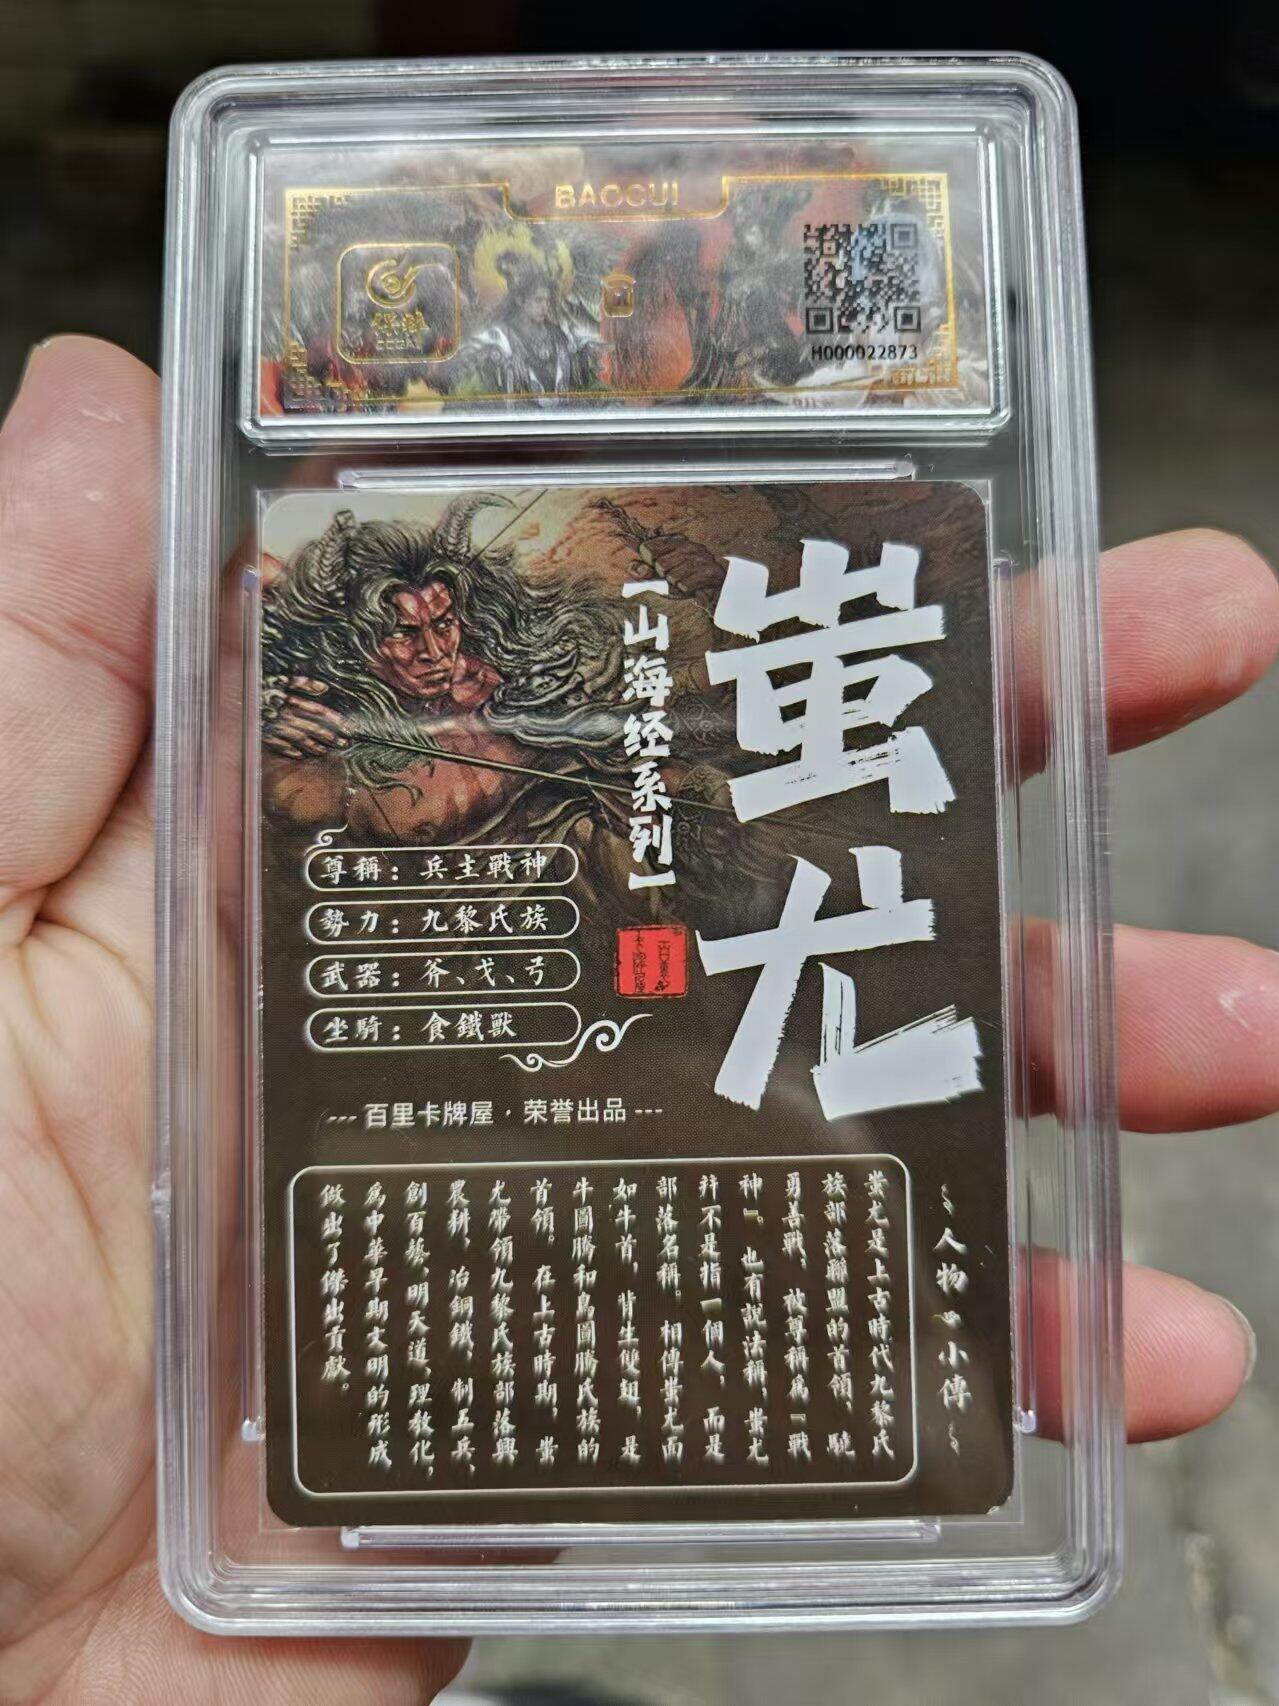 BAOCUI
保粹
H000022873
蚩尤
【山海经系列】
尊稱：兵主戰神
勢力：九黎氏族
武器：斧、戈、弓
坐騎：食鐵獸
--- 百里卡牌屋·荣誉出品 ---
人物小傳
蚩尤是上古時代九黎氏
族部落聯盟的首領，驍
勇善戰，被尊稱爲「戰
神』。也有說法稱，蚩尤
并不是指一個人，而是
部落名稱。相傳蚩尤面
如牛首，背生雙翅，是
牛圖騰和鳥圖騰氏族的
首領。在上古時期，蚩
尤帶領九黎氏族部落興
農耕、冶銅鐵、制五兵、
創百藝、明天道、理教化，
爲中華早期文明的形成
做出了傑出貢獻。